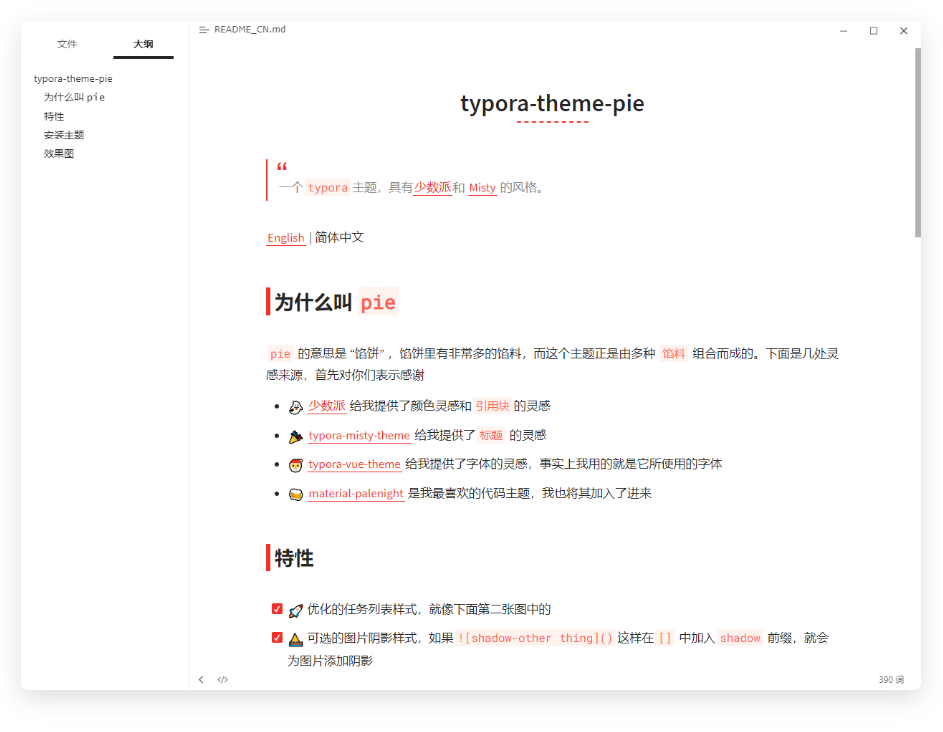 文件 大纲
typora-theme-pie
为什么叫 pie
特性
安装主题
效果图
README_CN.md
typora-theme-pie
“
一个 typora 主题，具有少数派和 Misty 的风格。
English | 简体中文
为什么叫 pie
pie 的意思是 “馅饼” ，馅饼里有非常多的馅料，而这个主题正是由多种 馅料 组合而成的。下面是几处灵
感来源，首先对你们表示感谢
少数派 给我提供了颜色灵感和 引用块 的灵感
typora-misty-theme 给我提供了 标题 的灵感
typora-vue-theme 给我提供了字体的灵感，事实上我用的就是它所使用的字体
material-palenight 是我最喜欢的代码主题，我也将其加入了进来
特性
优化的任务列表样式，就像下面第二张图中的
可选的图片阴影样式，如果 ![shadow-other thing]() 这样在 [] 中加入 shadow 前缀，就会
为图片添加阴影
</> 390 词